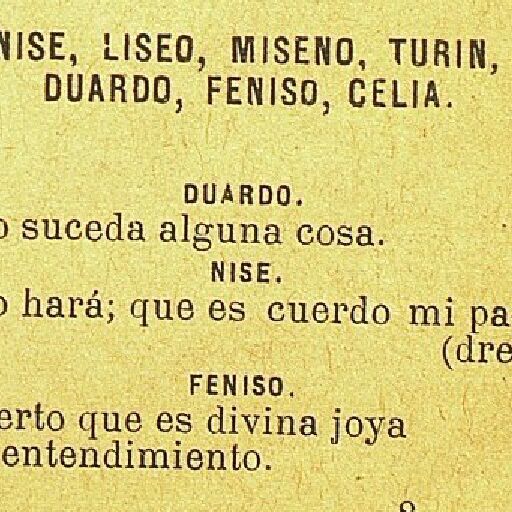 NISE, LISEO, MISENO, TURIN,
DUARDO, FENISO, CELIA.
DUARDO.
suceda alguna cosa.
NISE.
hará; que es cuerdo mi pa
(dre
FENISO.
erto que es divina joya
entendimiento.